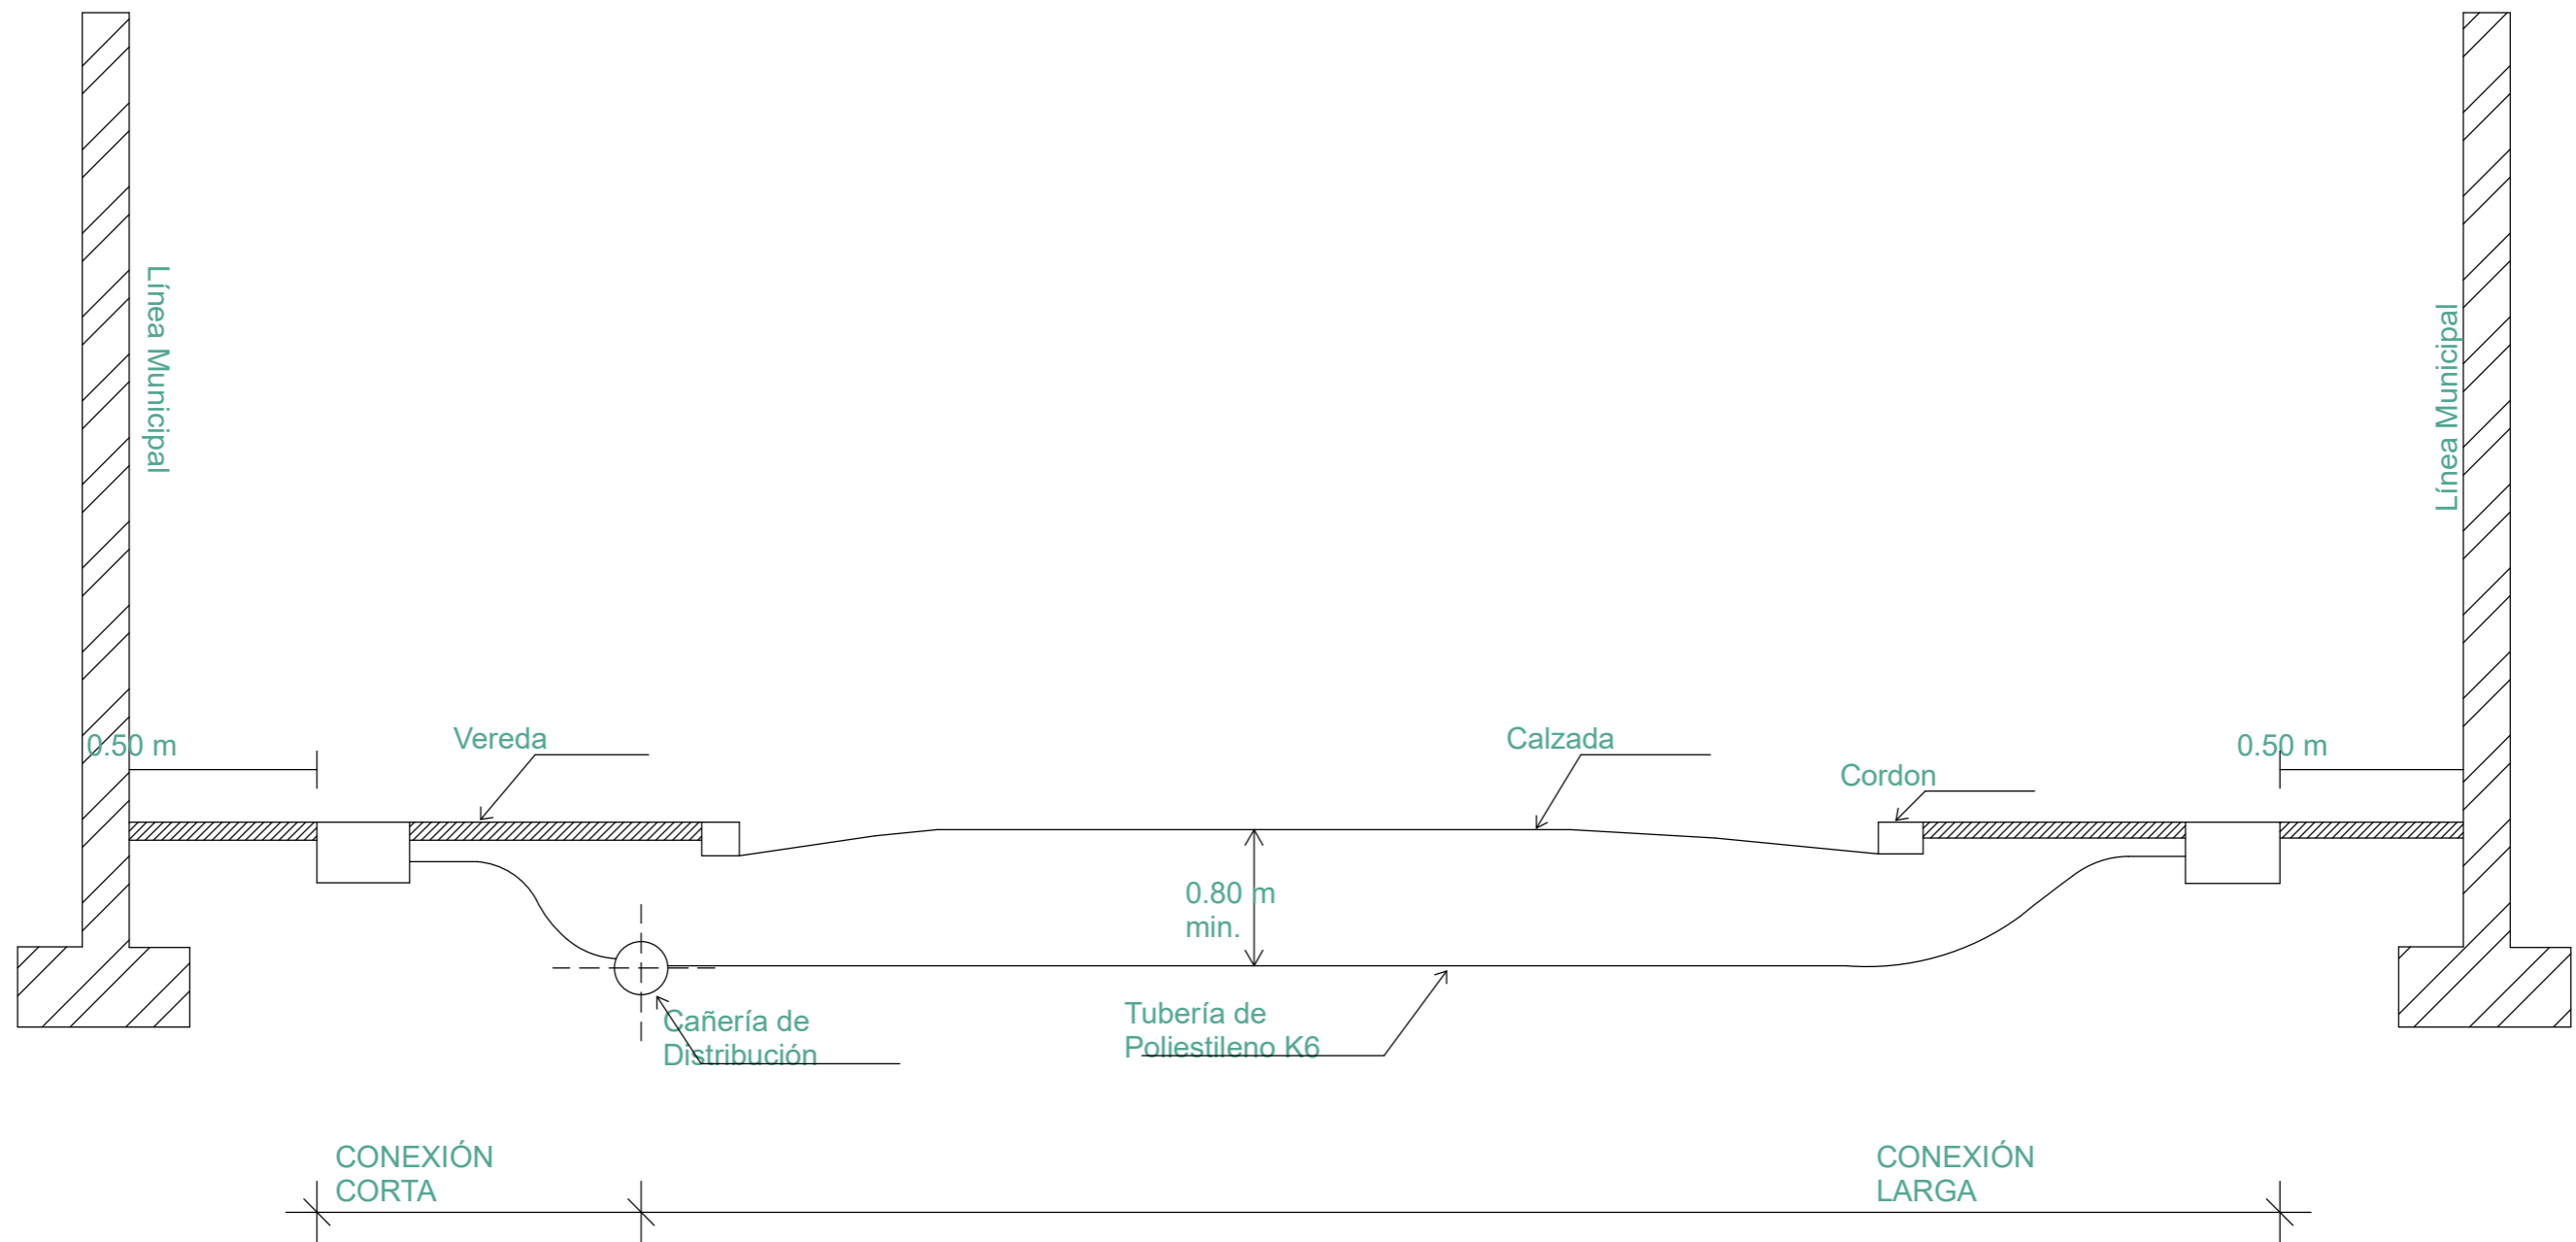 Línea Municipal
Línea Municipal
0.50 m
Vereda
Calzada
Cordon
0.50 m
0.80 m
min.
Cañería de
Distribución
Tubería de
Poliestileno K6
CONEXIÓN
CORTA
CONEXIÓN
LARGA